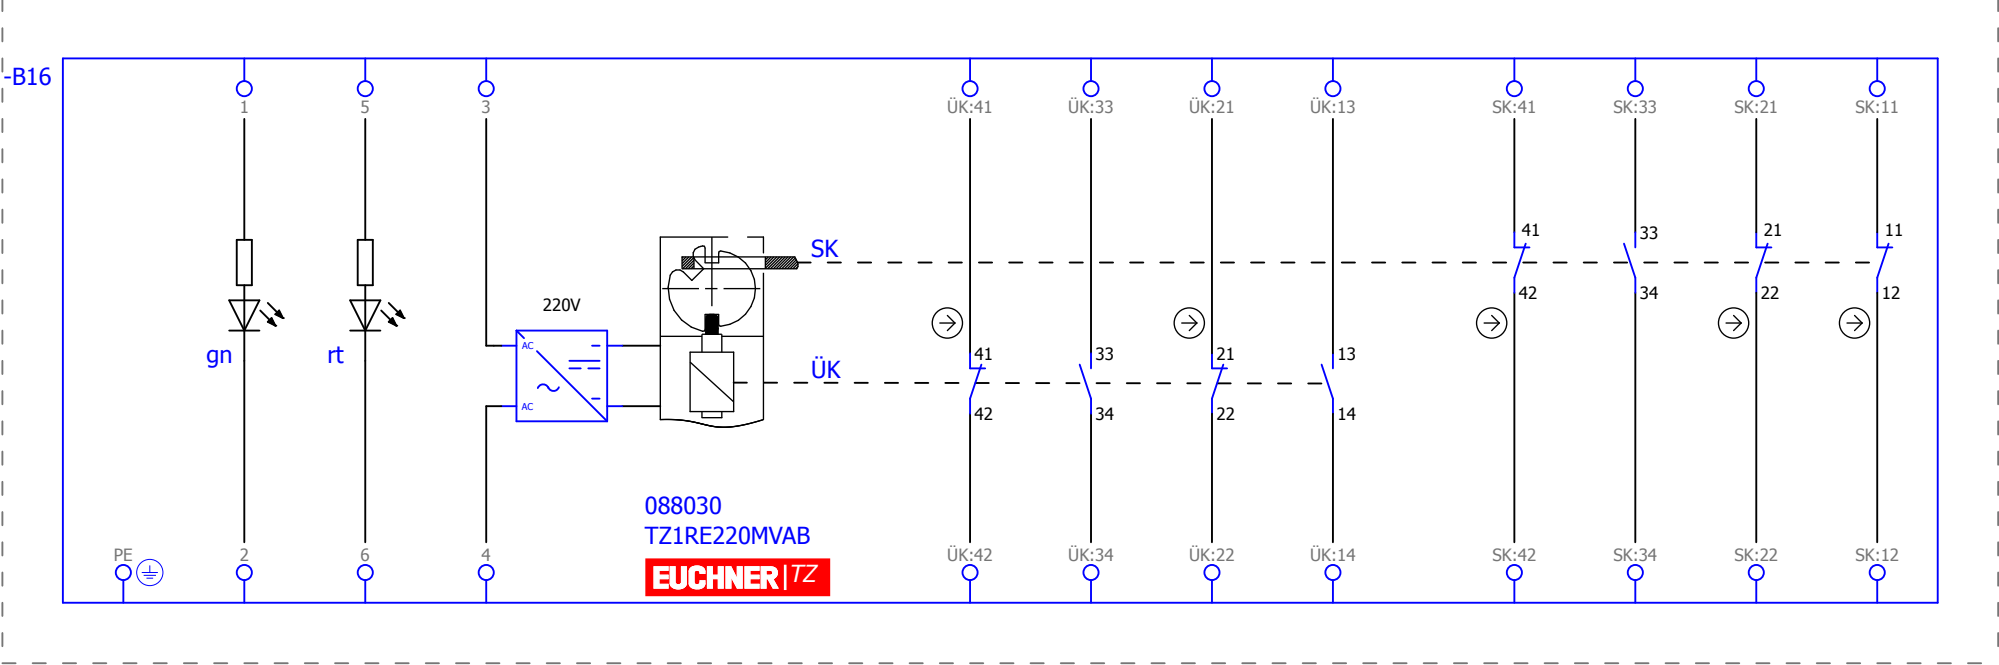 -B16
1 5 3 ÜK:41 ÜK:33 ÜK:21 ÜK:13 SK:41 SK:33 SK:21 SK:11
41 33 21 11
SK
42 34 22 12
220V
gn rt AC 41 33 21 13
ÜK
AC 42 34 22 14
088030
TZ1RE220MVAB
PE 2 6 4 ÜK:42 ÜK:34 ÜK:22 ÜK:14 SK:42 SK:34 SK:22 SK:12
EUCHNER|TZ